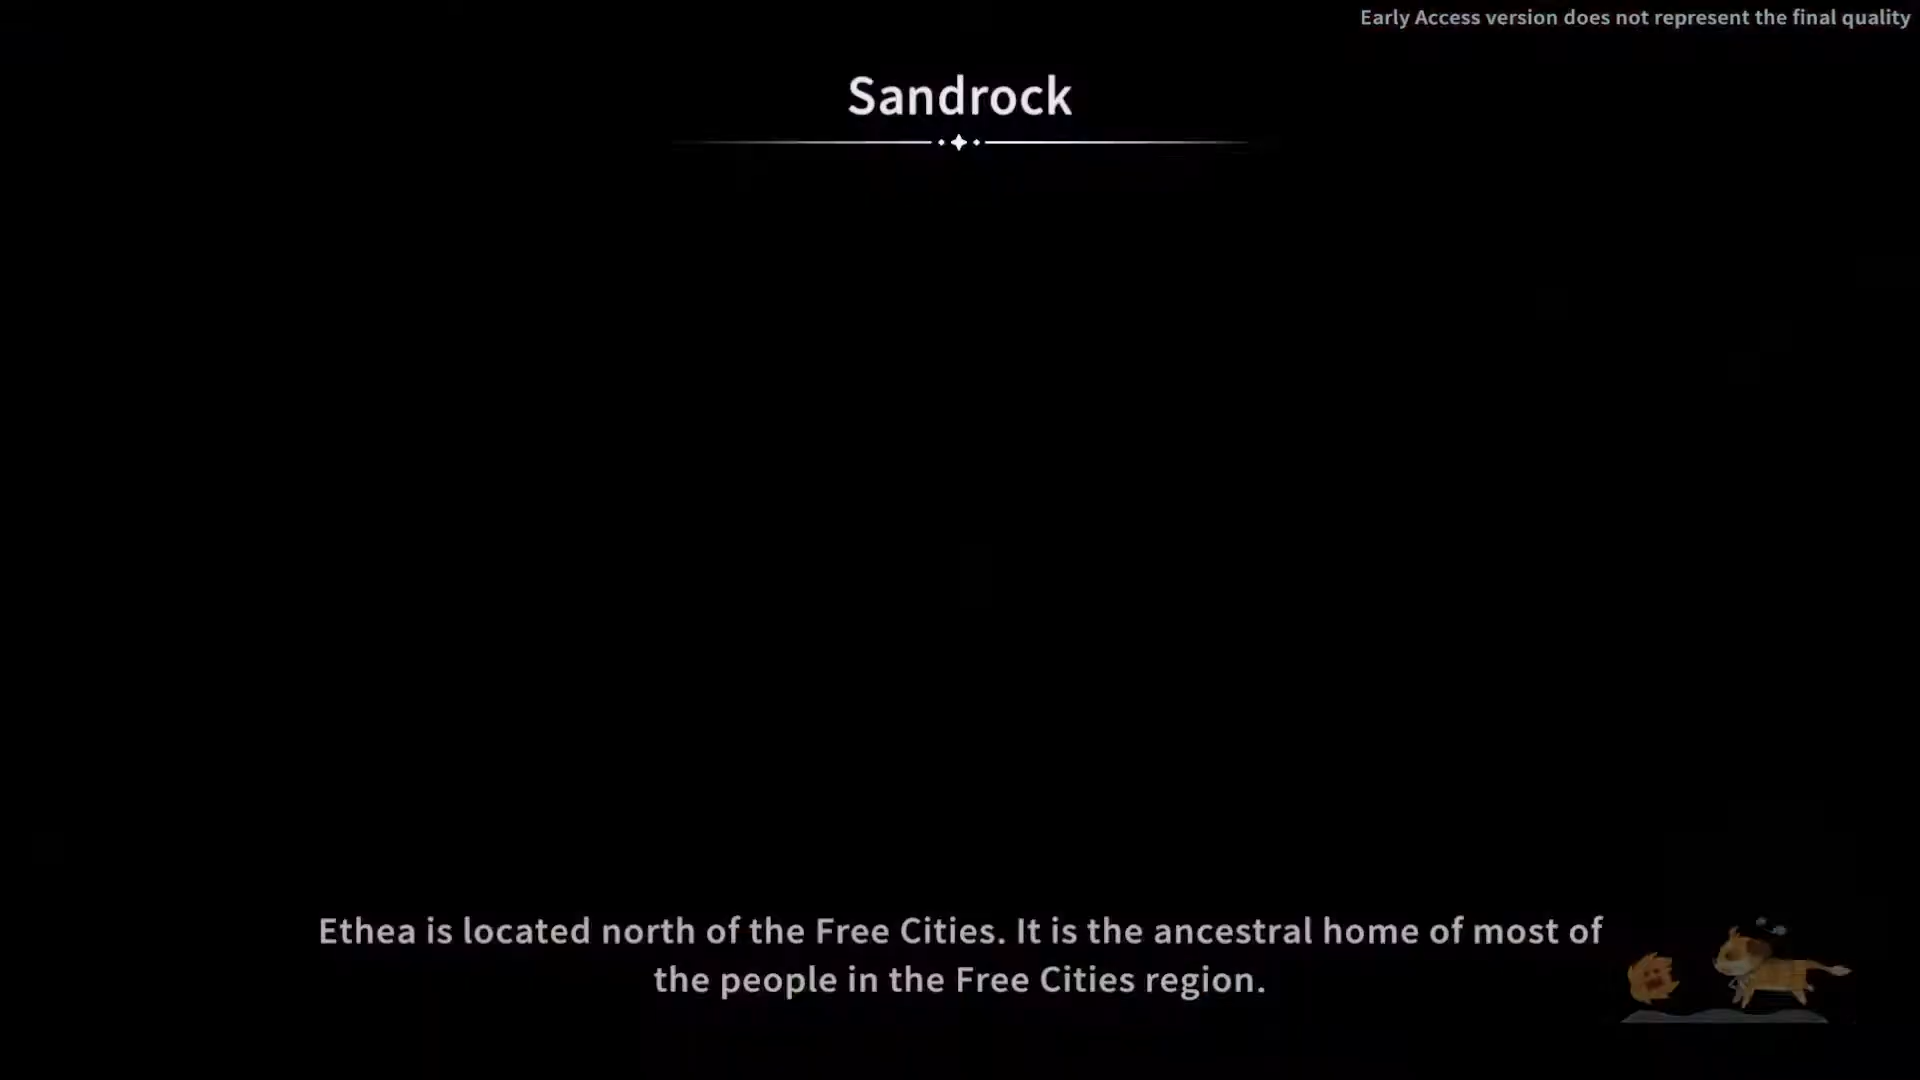 Early Access version does not represent the final quality
Sandrock
Ethea is located north of the Free Cities. It is the ancestral home of most of
the people in the Free Cities region.